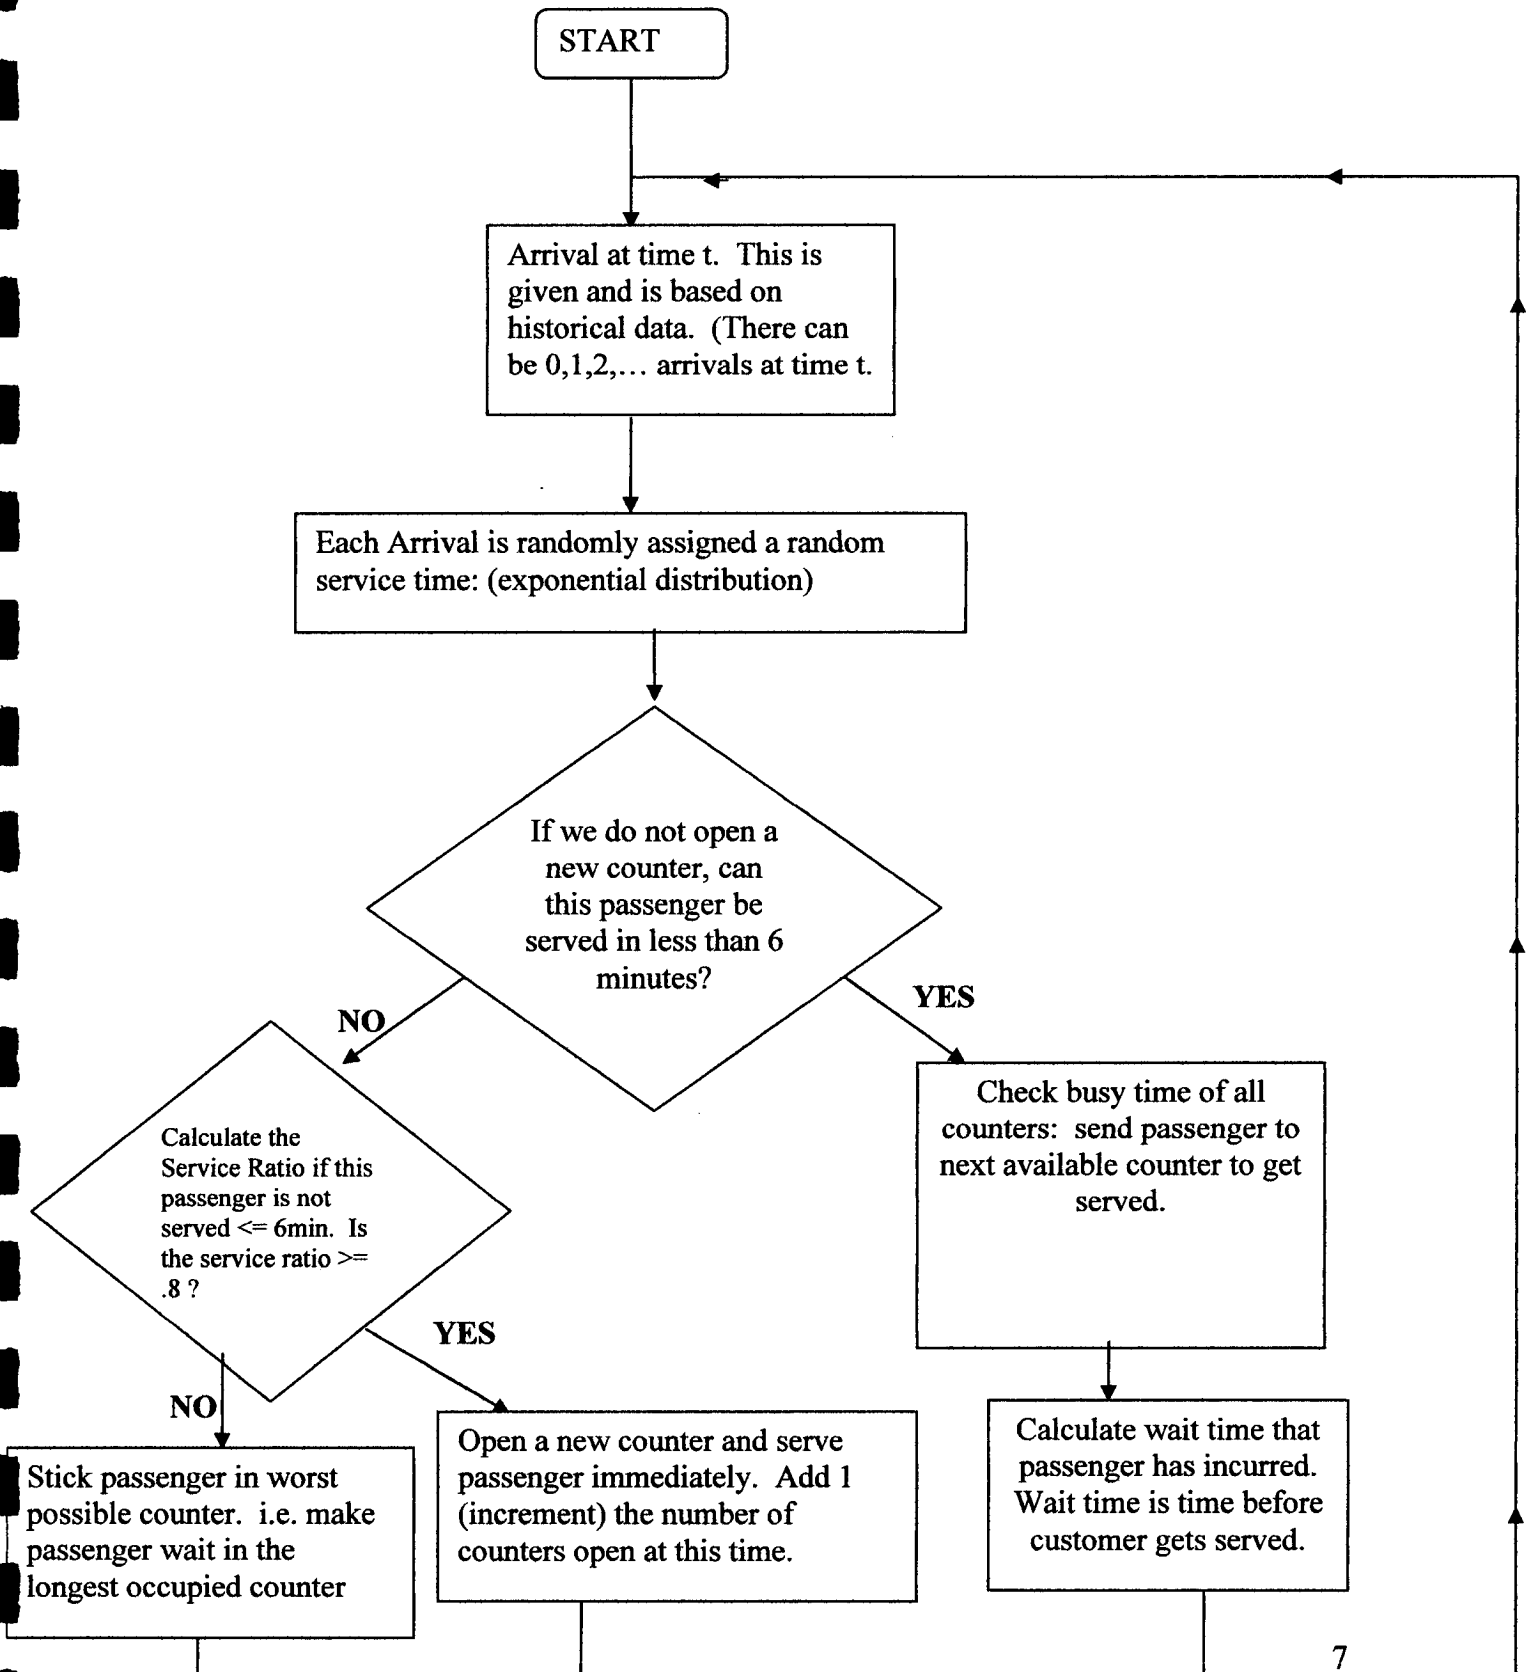 START
Arrival at time t. This is
given and is based on
historical data. (There can
be 0,1,2,... arrivals at time t.
Each Arrival is randomly assigned a random
service time: (exponential distribution)
If we do not open a
new counter, can
this passenger be
served in less than 6
minutes?
NO
YES
Calculate the
Service Ratio if this
passenger is not
served <= 6min. Is
the service ratio >=
.8 ?
Check busy time of all
counters: send passenger to
next available counter to get
served.
YES
NO
Stick passenger in worst
possible counter. i.e. make
passenger wait in the
longest occupied counter
Open a new counter and serve
passenger immediately. Add 1
(increment) the number of
counters open at this time.
Calculate wait time that
passenger has incurred.
Wait time is time before
customer gets served.
7